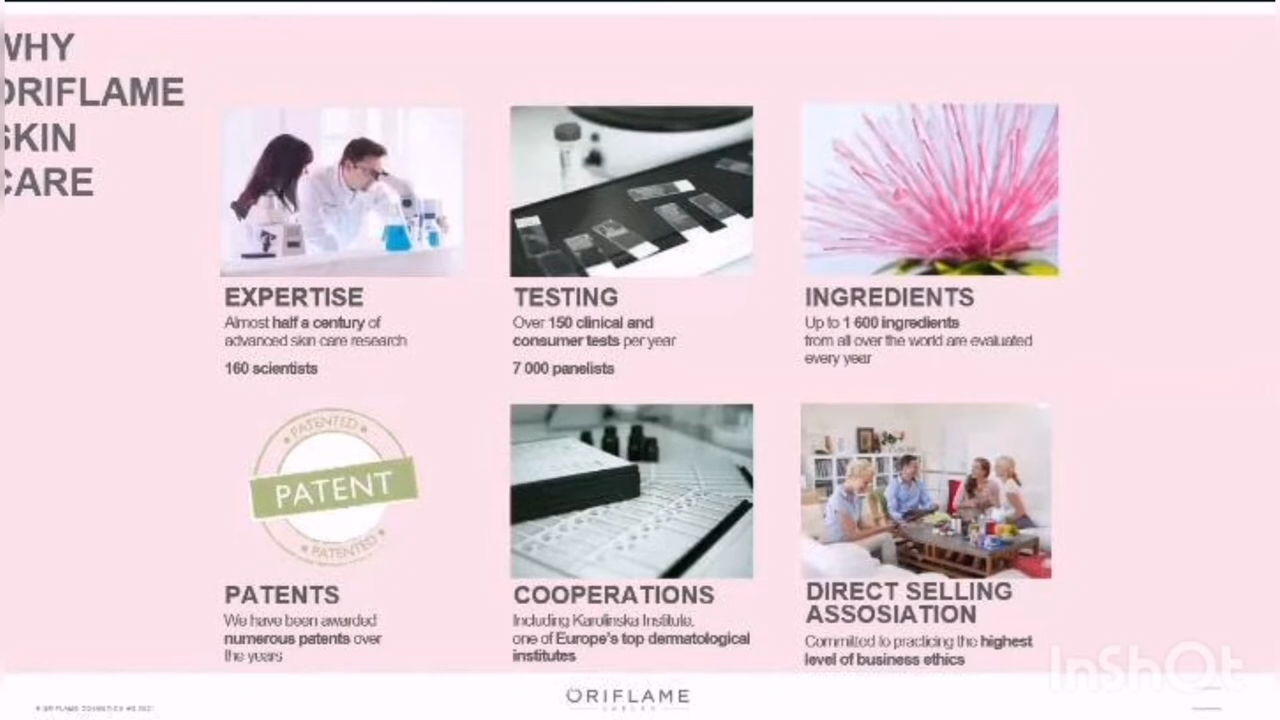 WHY
ORIFLAME
SKIN
CARE
EXPERTISE
Almost half a century of
advanced skin care research
160 scientists
TESTING
Over 150 clinical and
consumer tests per year
7 000 panelists
INGREDIENTS
Up to 1 600 ingredients
from all over the world are evaluated
every year
PATENTED
PATENT
PATENTED
PATENTS
We have been awarded
numerous patents over
the years
COOPERATIONS
Including Karolinska Institute,
one of Europe's top dermatological
institutes
DIRECT SELLING
ASSOSIATION
Committed to practicing the highest
level of business ethics
InShOt
ORIFLAME
SWEDEN